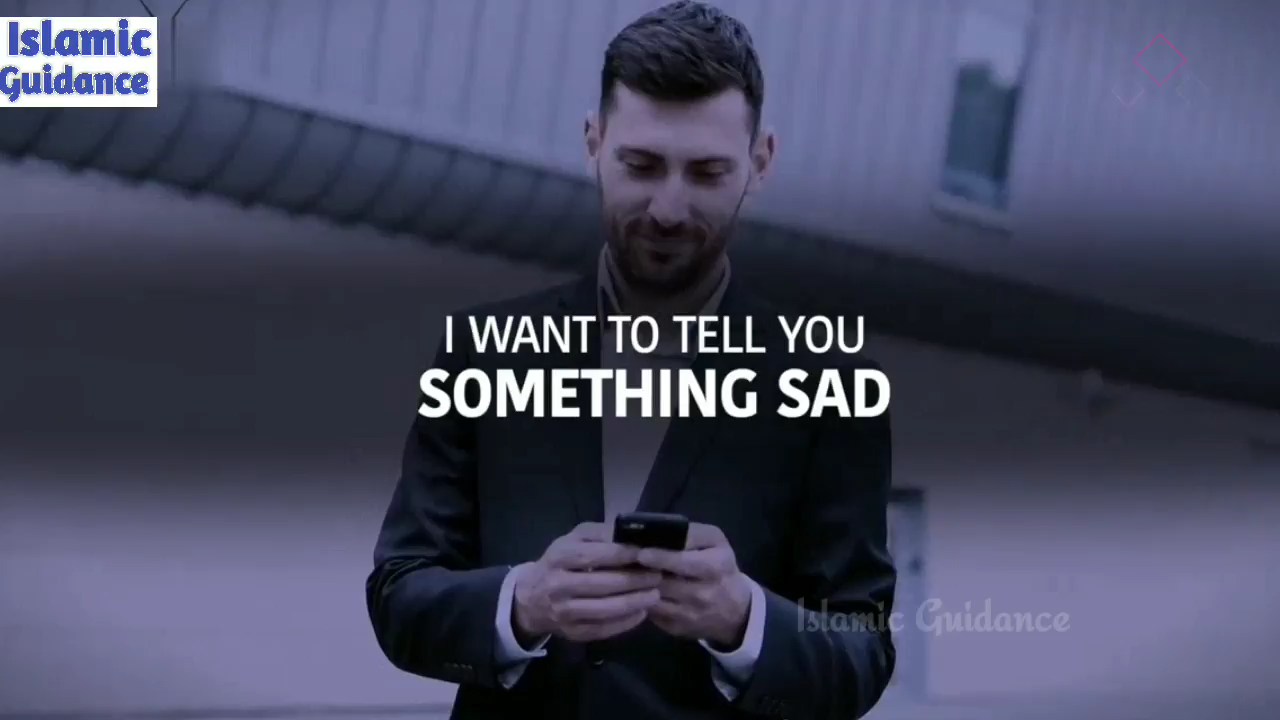 Islamic
Guidance
I WANT TO TELL YOU
SOMETHING SAD
Islamic Guidance